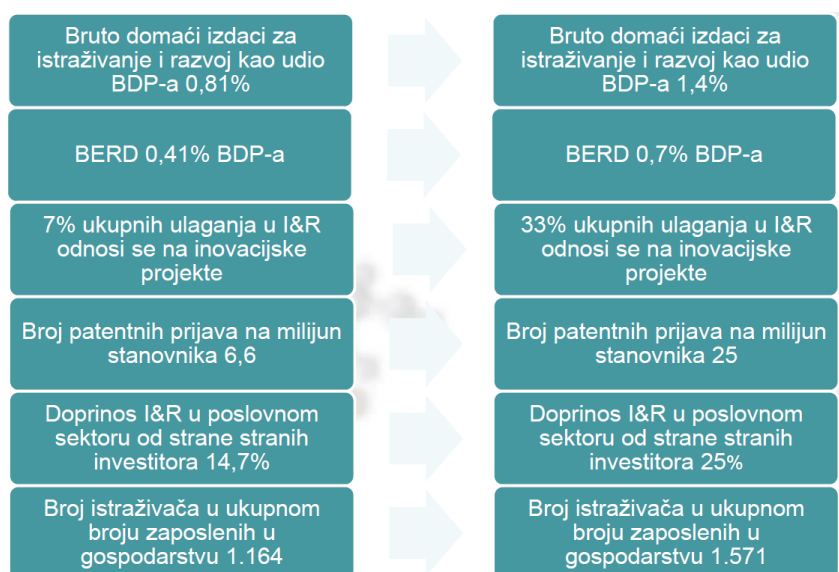 Bruto domaći izdaci za
istraživanje i razvoj kao udio
BDP-a 0,81%
Bruto domaći izdaci za
istraživanje i razvoj kao udio
BDP-a 1,4%
BERD 0,41% BDP-a
BERD 0,7% BDP-a
7% ukupnih ulaganja u I&R
odnosi se na inovacijske
projekte
33% ukupnih ulaganja u I&R
odnosi se na inovacijske
projekte
Broj patentnih prijava na milijun
stanovnika 6,6
Broj patentnih prijava na milijun
stanovnika 25
Doprinos I&R u poslovnom
sektoru od strane stranih
investitora 14,7%
Doprinos I&R u poslovnom
sektoru od strane stranih
investitora 25%
Broj istraživača u ukupnom
broju zaposlenih u
gospodarstvu 1.164
Broj istraživača u ukupnom
broju zaposlenih u
gospodarstvu 1.571